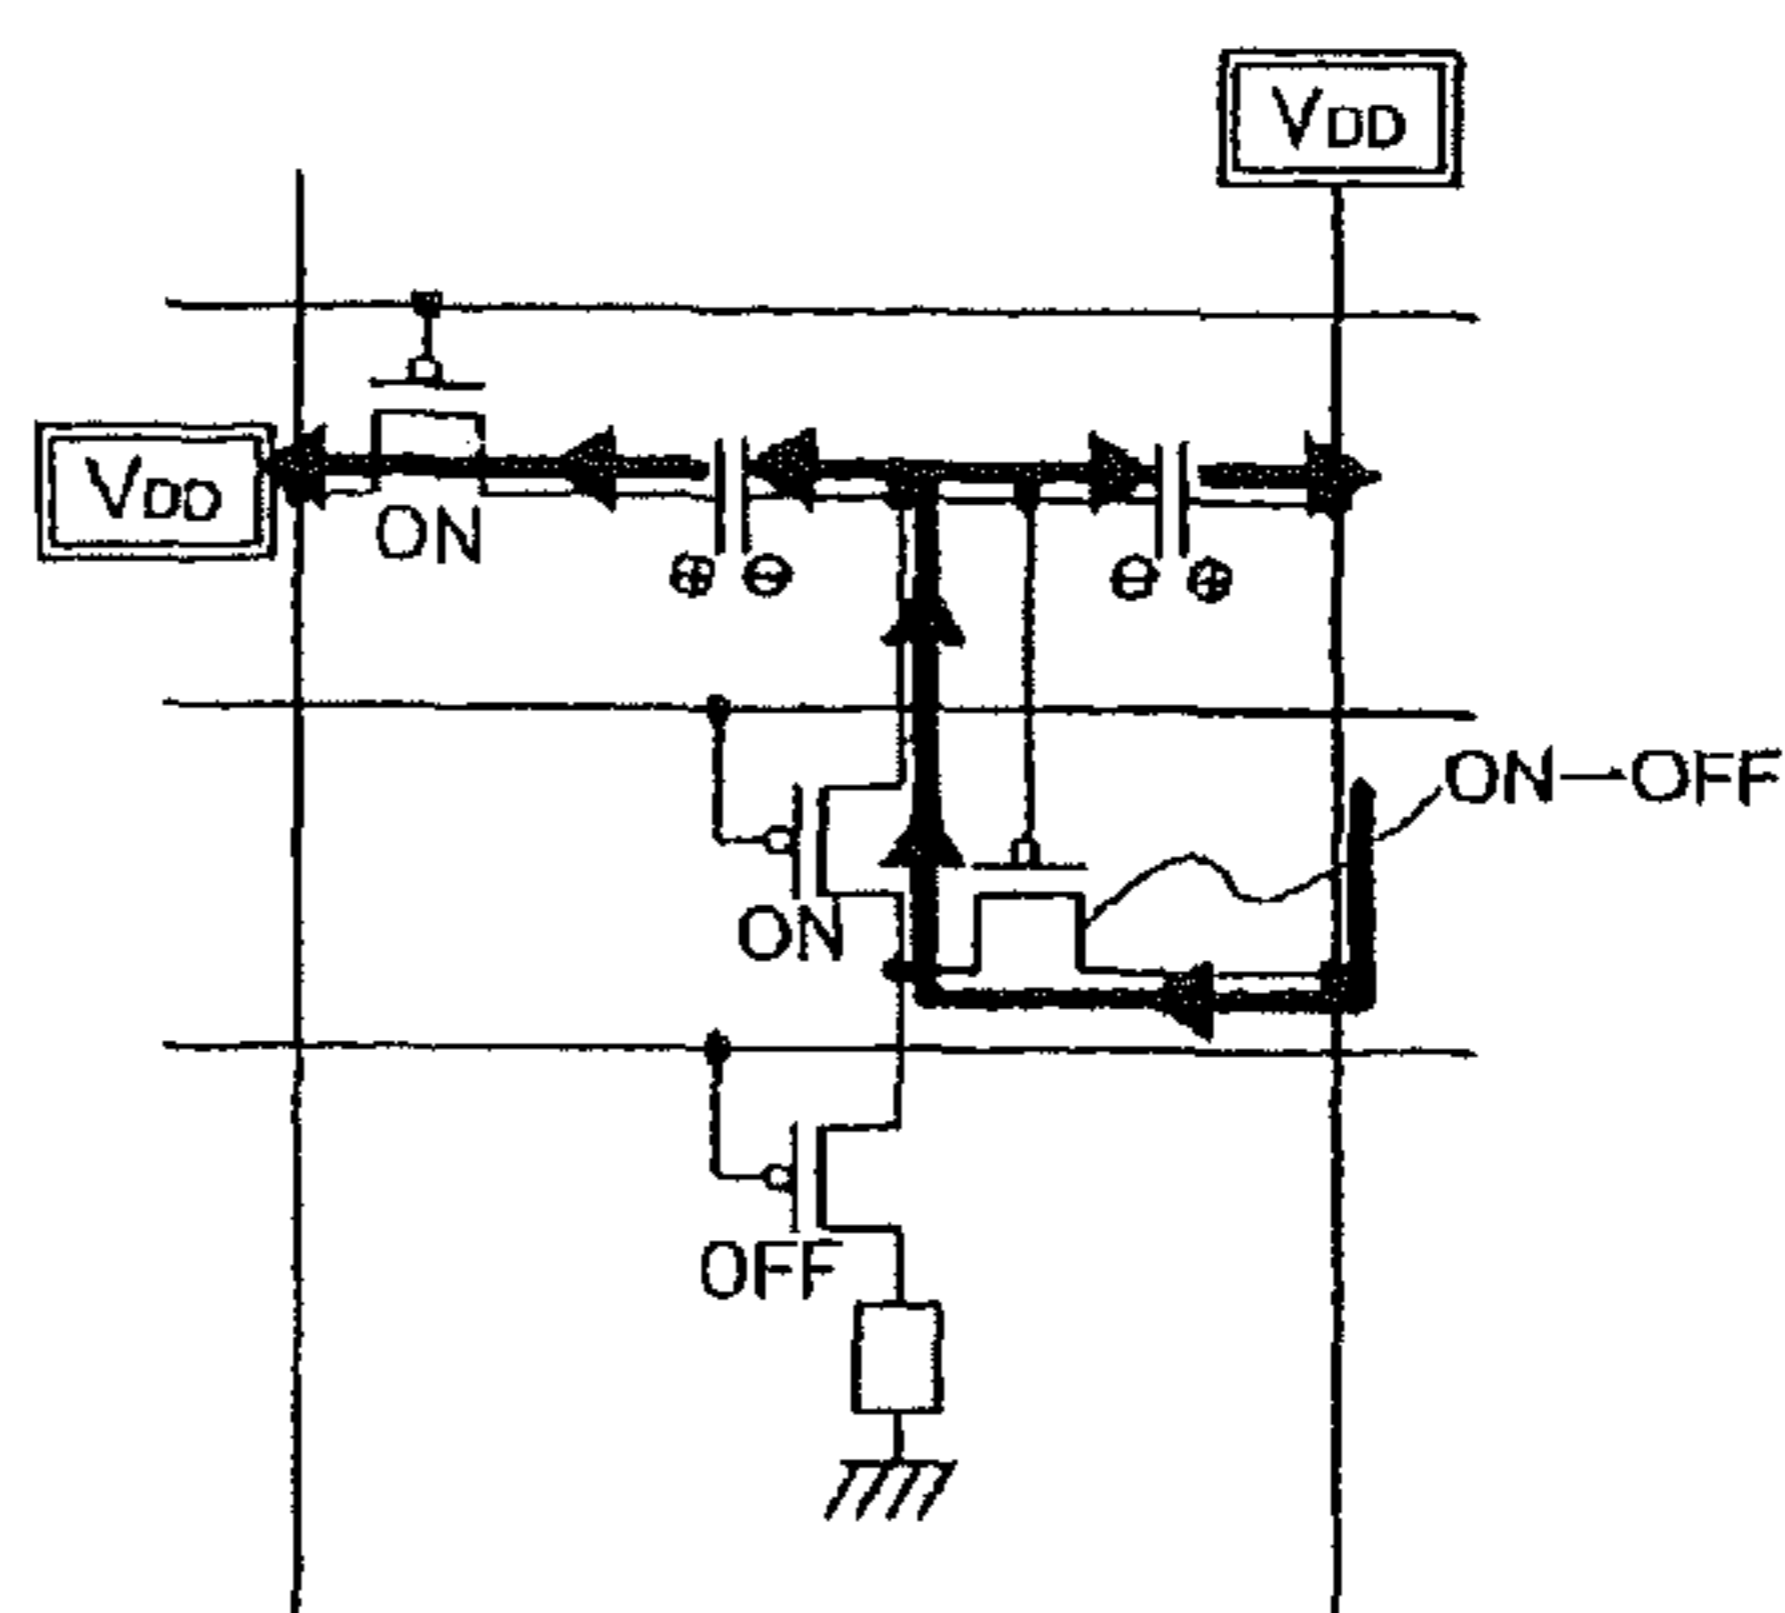 VDD
VDD
ON
⊕ ⊖
⊖ ⊕
ON→OFF
ON
OFF